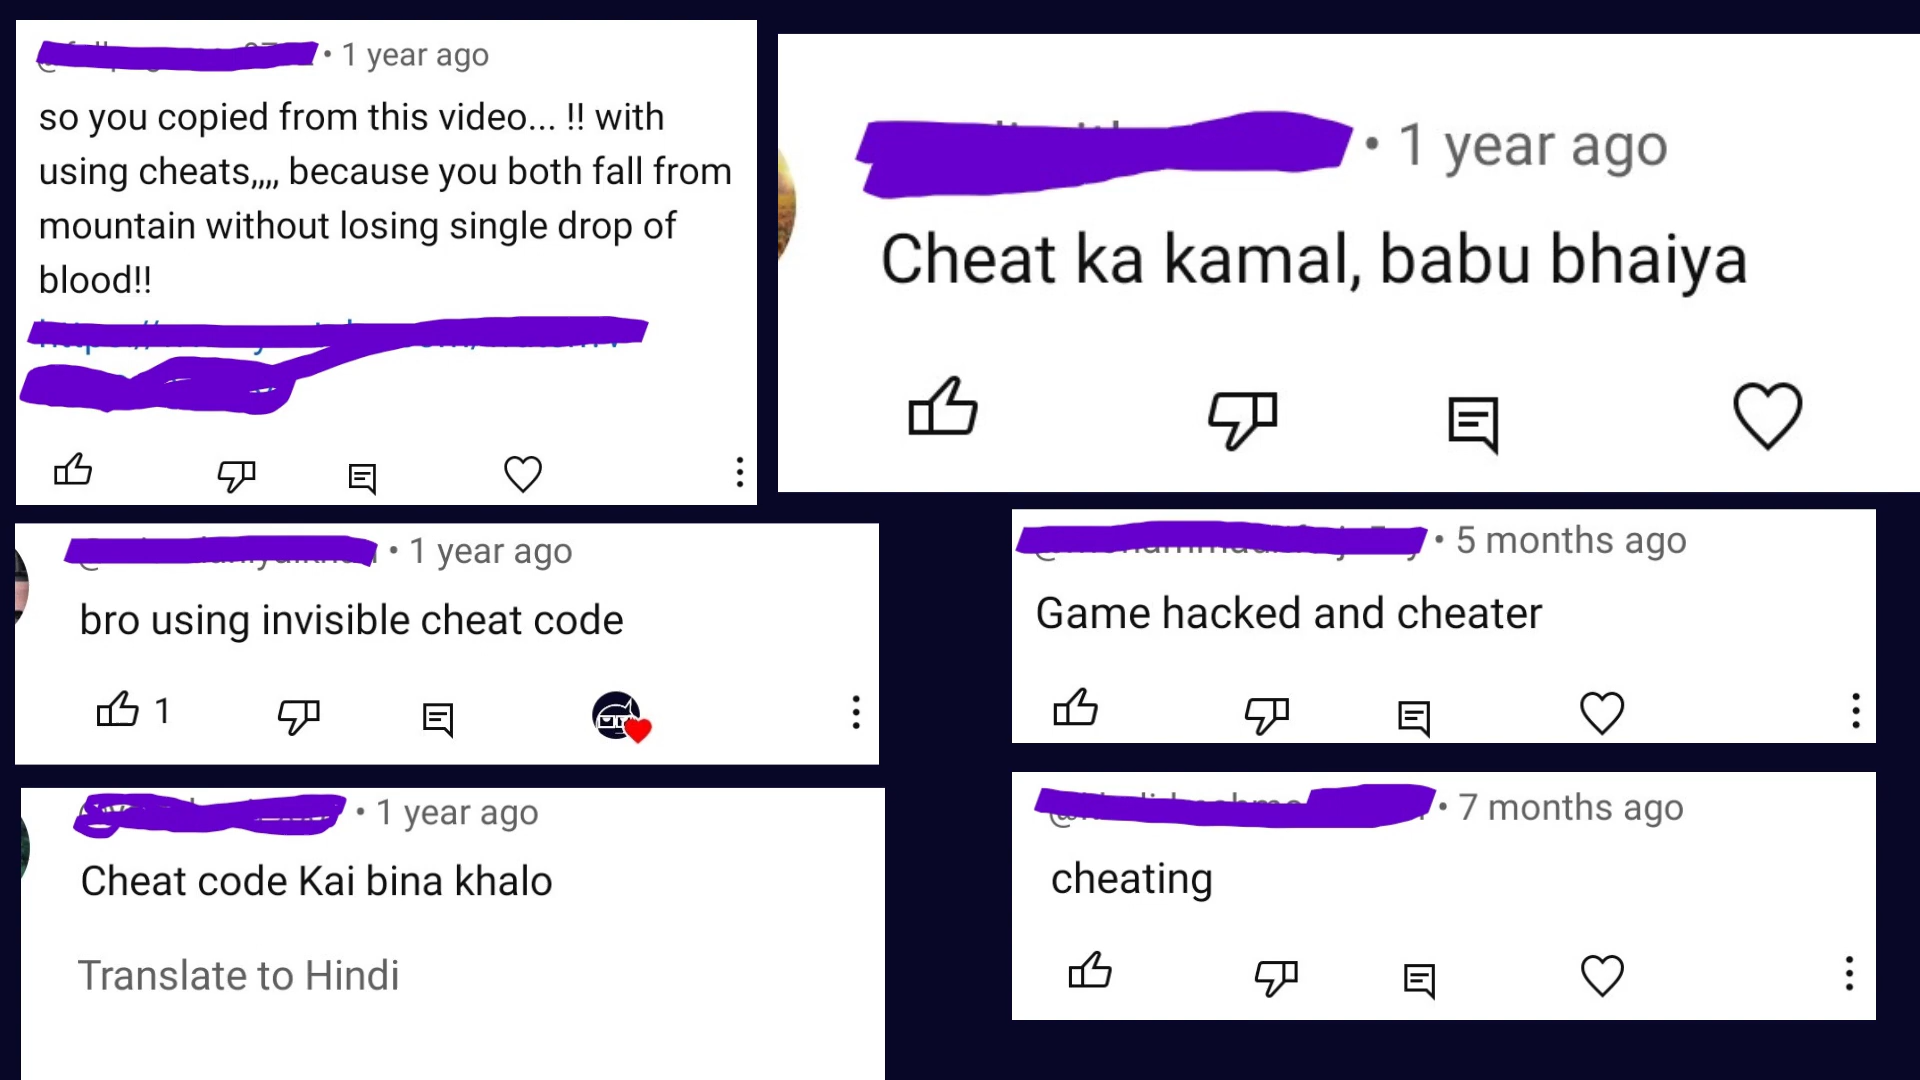 • 1 year ago
so you copied from this video... !! with
using cheats,,,, because you both fall from
mountain without losing single drop of
blood!!
• 1 year ago
Cheat ka kamal, babu bhaiya
• 1 year ago
bro using invisible cheat code
1
• 5 months ago
Game hacked and cheater
• 1 year ago
Cheat code Kai bina khalo
Translate to Hindi
• 7 months ago
cheating